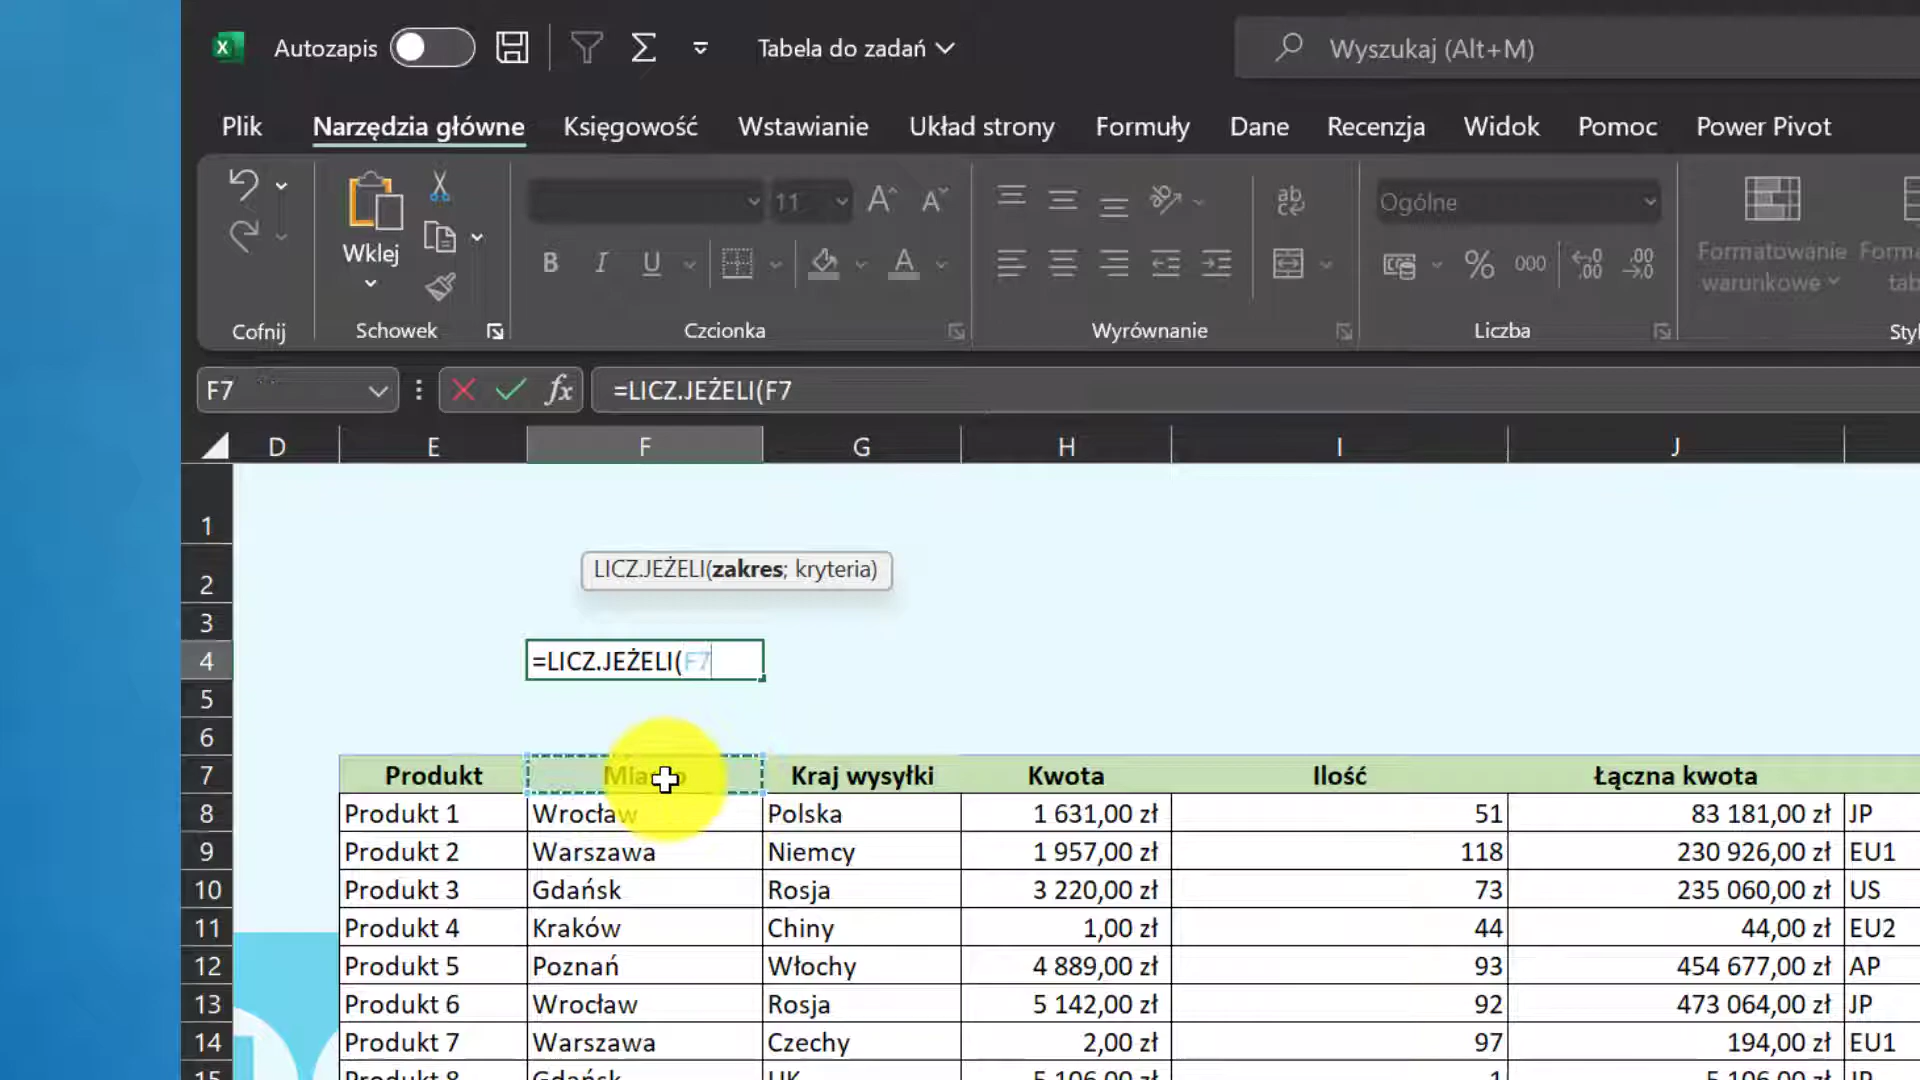 Autozapis Tabela do zadań Wyszukaj (Alt+M)
Plik Narzędzia główne Księgowość Wstawianie Układ strony Formuły Dane Recenzja Widok Pomoc Power Pivot
11 Ogólne
Wklej
Formatowanie
warunkowe
Cofnij Schowek Czcionka Wyrównanie Liczba
F7 fx =LICZ.JEŻELI(F7
D E F G H I J
1
LICZ.JEŻELI(zakres; kryteria)
2
3
4 =LICZ.JEŻELI(F7
5
6
7 Produkt Miasto Kraj wysyłki Kwota Ilość Łączna kwota
8 Produkt 1 Wrocław Polska 1 631,00 zł 51 83 181,00 zł JP
9 Produkt 2 Warszawa Niemcy 1 957,00 zł 118 230 926,00 zł EU1
10 Produkt 3 Gdańsk Rosja 3 220,00 zł 73 235 060,00 zł US
11 Produkt 4 Kraków Chiny 1,00 zł 44 44,00 zł EU2
12 Produkt 5 Poznań Włochy 4 889,00 zł 93 454 677,00 zł AP
13 Produkt 6 Wrocław Rosja 5 142,00 zł 92 473 064,00 zł JP
14 Produkt 7 Warszawa Czechy 2,00 zł 97 194,00 zł EU1